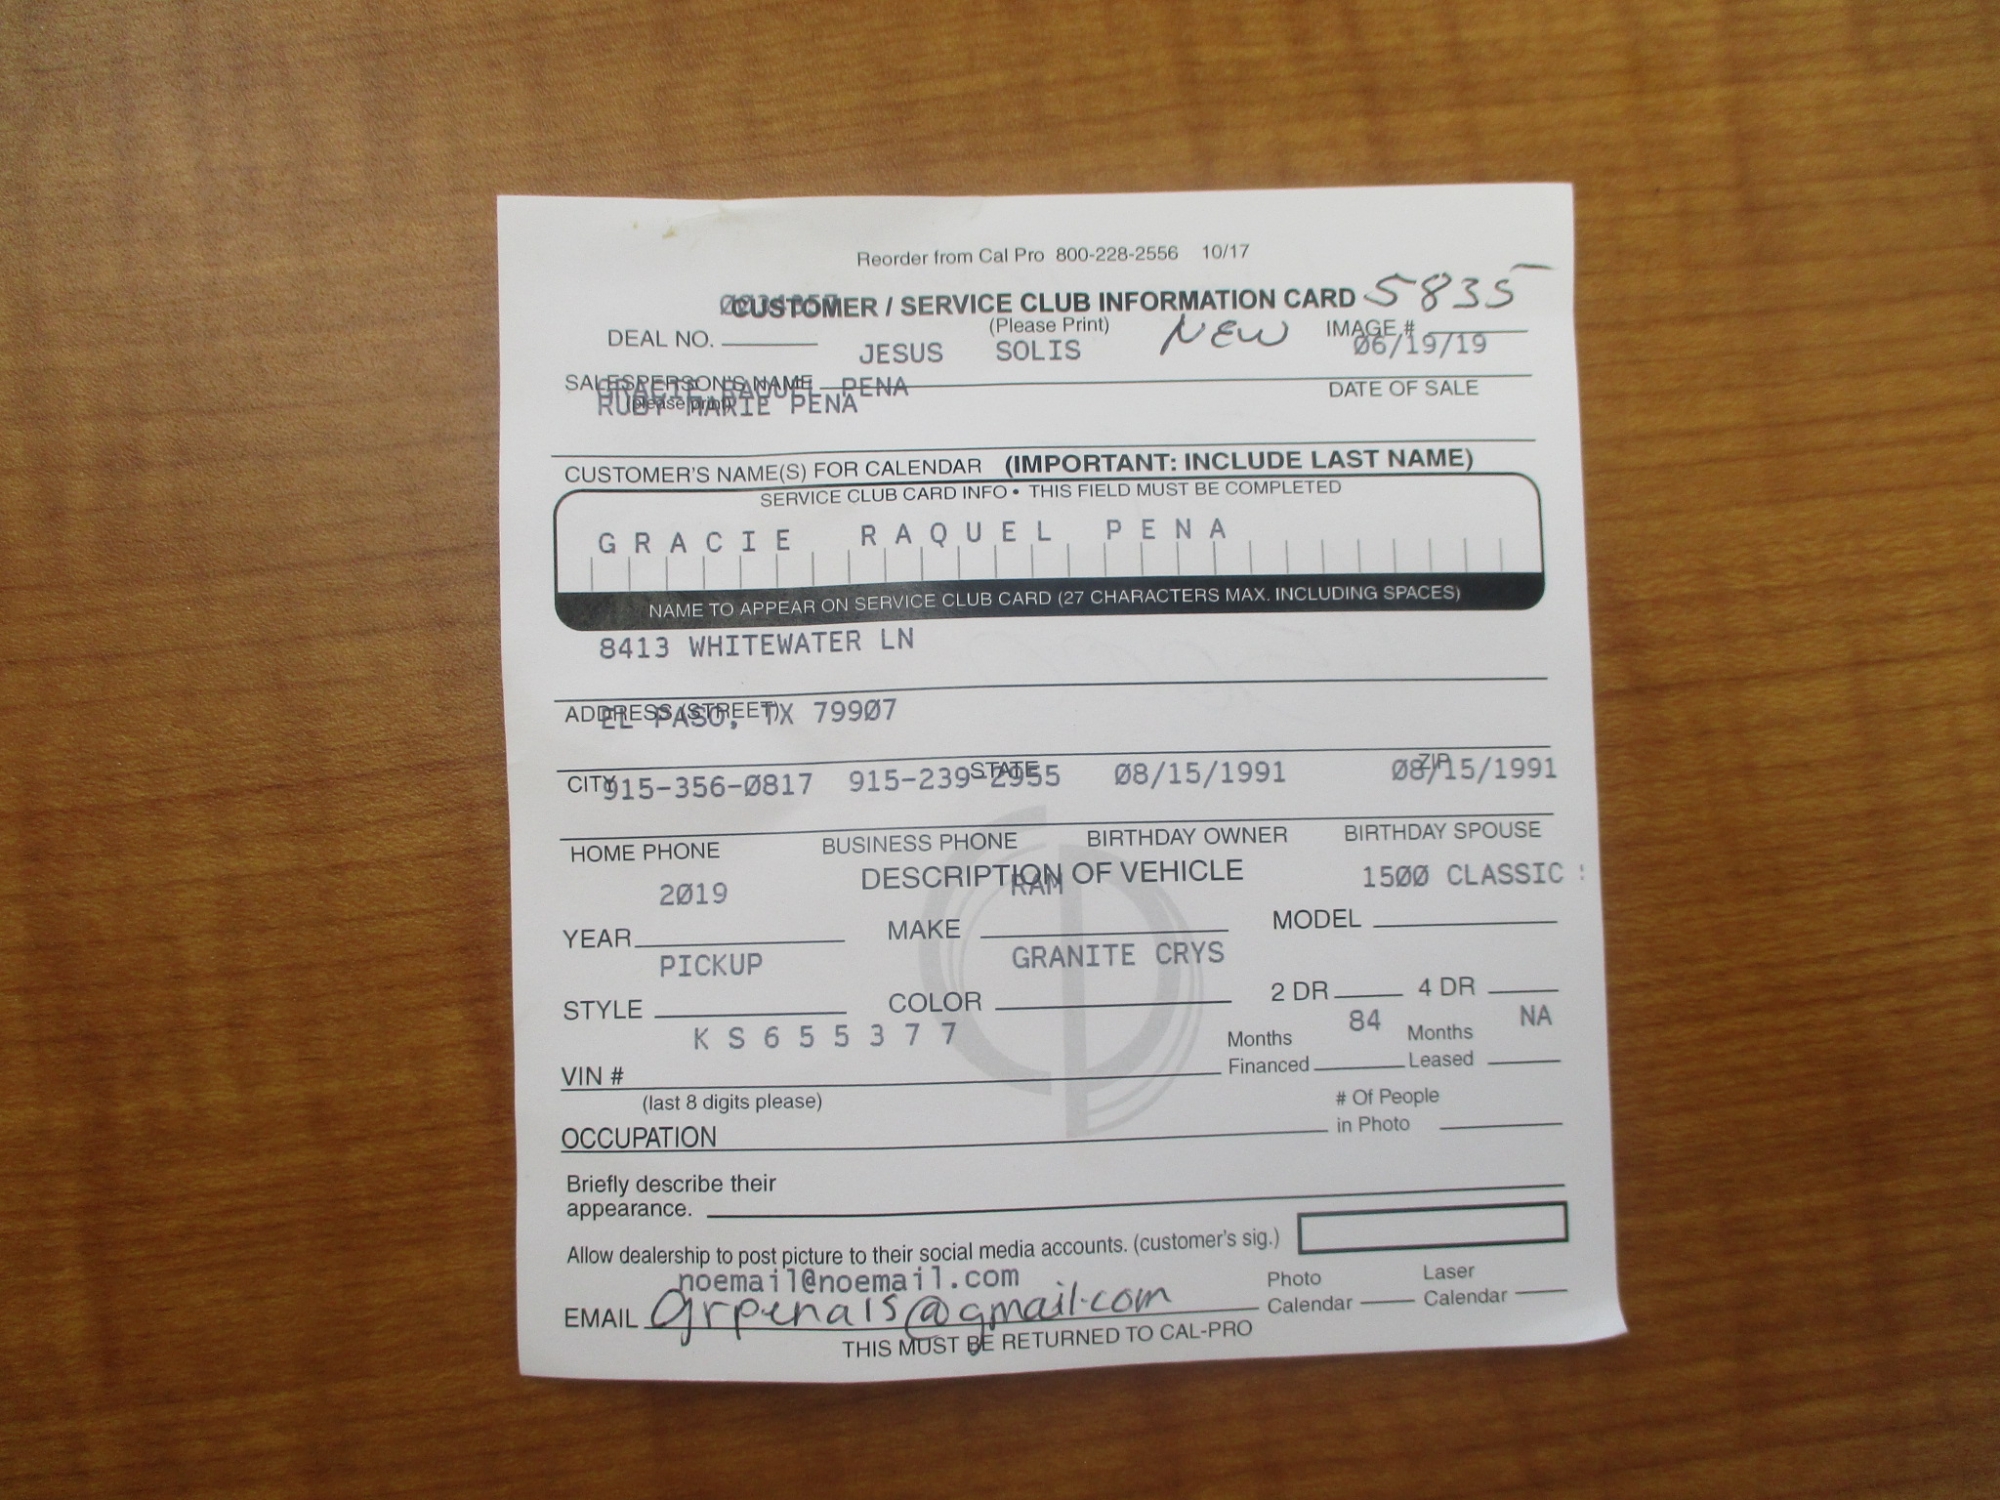 Reorder from Cal Pro 800-228-2556 10/17
CUSTOMER / SERVICE CLUB INFORMATION CARD 5835
(Please Print) NEW IMAGE #
DEAL NO. JESUS SOLIS 06/19/19
SALESPERSON'S NAME GRACIE RAQUEL PENA DATE OF SALE
(please print) RUBY MARIE PENA
CUSTOMER'S NAME(S) FOR CALENDAR (IMPORTANT: INCLUDE LAST NAME)
SERVICE CLUB CARD INFO • THIS FIELD MUST BE COMPLETED
GRACIE RAQUEL PENA
NAME TO APPEAR ON SERVICE CLUB CARD (27 CHARACTERS MAX. INCLUDING SPACES)
8413 WHITEWATER LN
ADDRESS (STREET)
EL PASO, TX 79907
CITY STATE ZIP
915-356-0817 915-239-2955 08/15/1991 08/15/1991
HOME PHONE BUSINESS PHONE BIRTHDAY OWNER BIRTHDAY SPOUSE
DESCRIPTION OF VEHICLE
2019 RAM 1500 CLASSIC
YEAR MAKE MODEL
PICKUP GRANITE CRYS
STYLE COLOR 2 DR 4 DR
KS655377 Months 84 Months NA
VIN # Financed Leased
(last 8 digits please) # Of People
OCCUPATION in Photo
Briefly describe their
appearance.
Allow dealership to post picture to their social media accounts. (customer's sig.)
noemail@noemail.com Photo Laser
EMAIL grpena15@gmail.com Calendar Calendar
THIS MUST BE RETURNED TO CAL-PRO